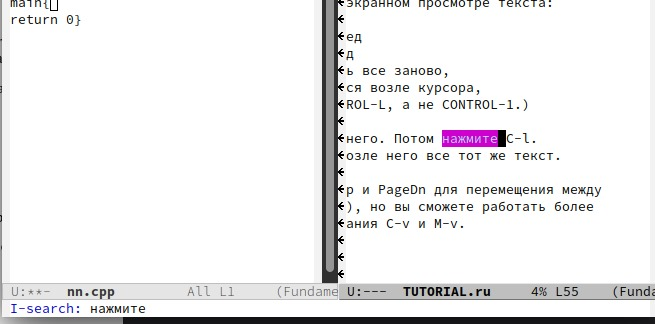 main{
return 0}
экранном просмотре текста:
ед
д
ь все заново,
ся возле курсора,
ROL-L, а не CONTROL-1.)
него. Потом нажмите C-l.
озле него все тот же текст.
р и PageDn для перемещения между
), но вы сможете работать более
ания C-v и M-v.
U:**-  nn.cpp  All L1  (Fundame
U:---  TUTORIAL.ru  4% L55  (Funda
I-search: нажмите